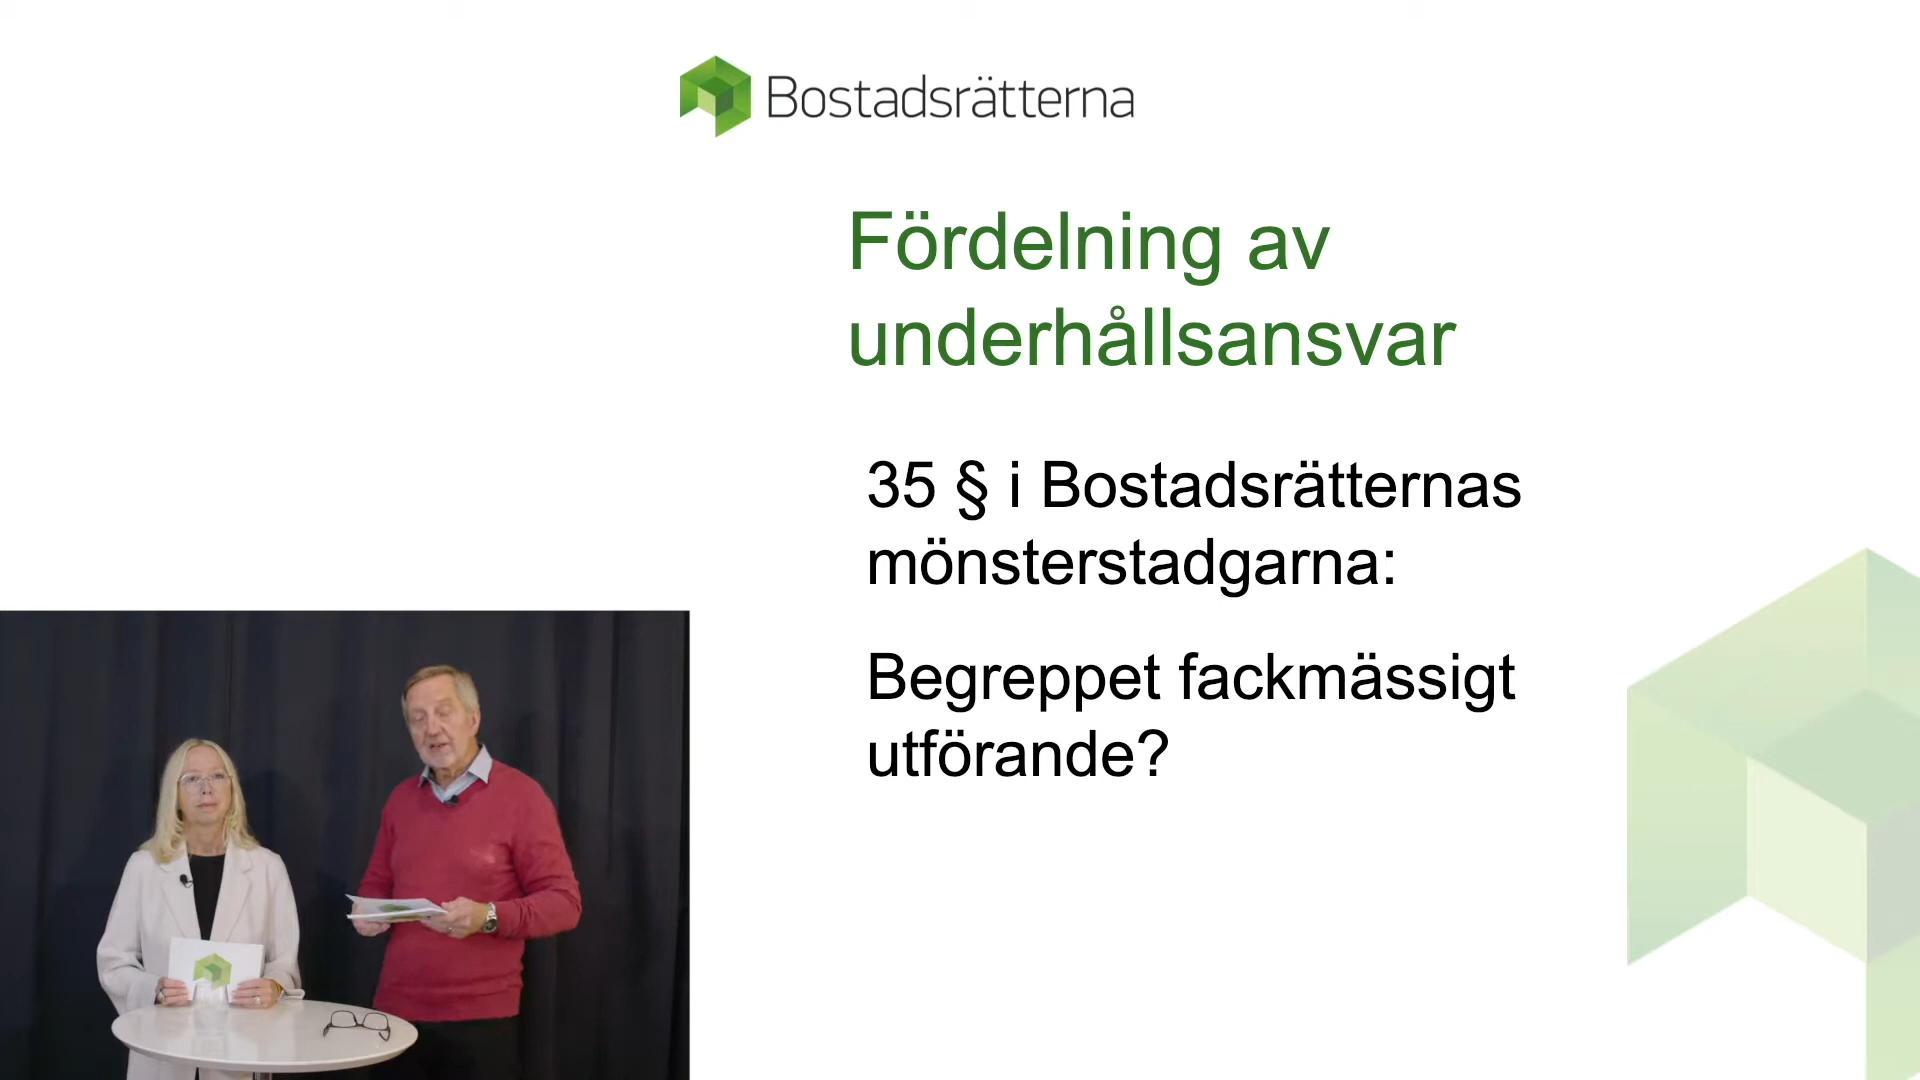 Bostadsrätterna
Fördelning av
underhållsansvar
35 § i Bostadsrätternas
mönsterstadgarna:
Begreppet fackmässigt
utförande?